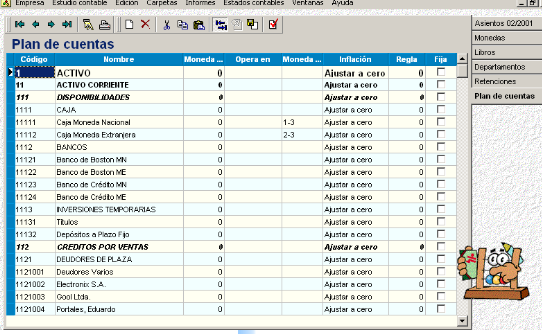 Empresa Estudio contable Edicion Carpetas Informes Estados contables Ventanas Ayuda
Plan de cuentas
Código Nombre Moneda ... Opera en Moneda ... Inflación Regla Fija
1 ACTIVO 0 Ajustar a cero 0
11 ACTIVO CORRIENTE 0 Ajustar a cero 0
111 DISPONIBILIDADES 0 Ajustar a cero 0
1111 CAJA 0 Ajustar a cero 0
11111 Caja Moneda Nacional 0 1-3 Ajustar a cero 0
11112 Caja Moneda Extranjera 0 2-3 Ajustar a cero 0
1112 BANCOS 0 Ajustar a cero 0
11121 Banco de Boston MN 0 Ajustar a cero 0
11122 Banco de Boston ME 0 Ajustar a cero 0
11123 Banco de Crédito MN 0 Ajustar a cero 0
11124 Banco de Crédito ME 0 Ajustar a cero 0
1113 INVERSIONES TEMPORARIAS 0 Ajustar a cero 0
11131 Títulos 0 Ajustar a cero 0
11132 Depósitos a Plazo Fijo 0 Ajustar a cero 0
112 CREDITOS POR VENTAS 0 Ajustar a cero 0
1121 DEUDORES DE PLAZA 0 Ajustar a cero 0
1121001 Deudores Varios 0 Ajustar a cero 0
1121002 Electronix S.A. 0 Ajustar a cero 0
1121003 Gool Ltda. 0 Ajustar a cero 0
1121004 Portales, Eduardo 0 Ajustar a cero 0
Asientos 02/2001
Monedas
Libros
Departamentos
Retenciones
Plan de cuentas